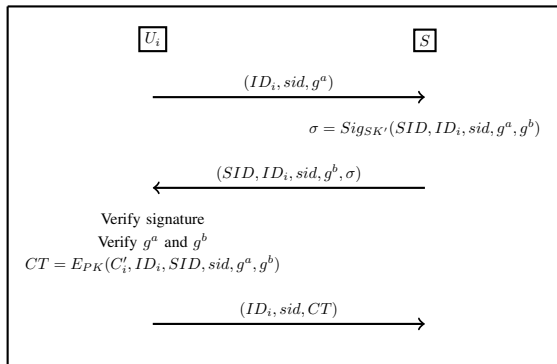 U_i S
(ID_i, sid, g^a)
σ = Sig_{SK'}(SID, ID_i, sid, g^a, g^b)
(SID, ID_i, sid, g^b, σ)
Verify signature
Verify g^a and g^b
CT = E_{PK}(C'_i, ID_i, SID, sid, g^a, g^b)
(ID_i, sid, CT)